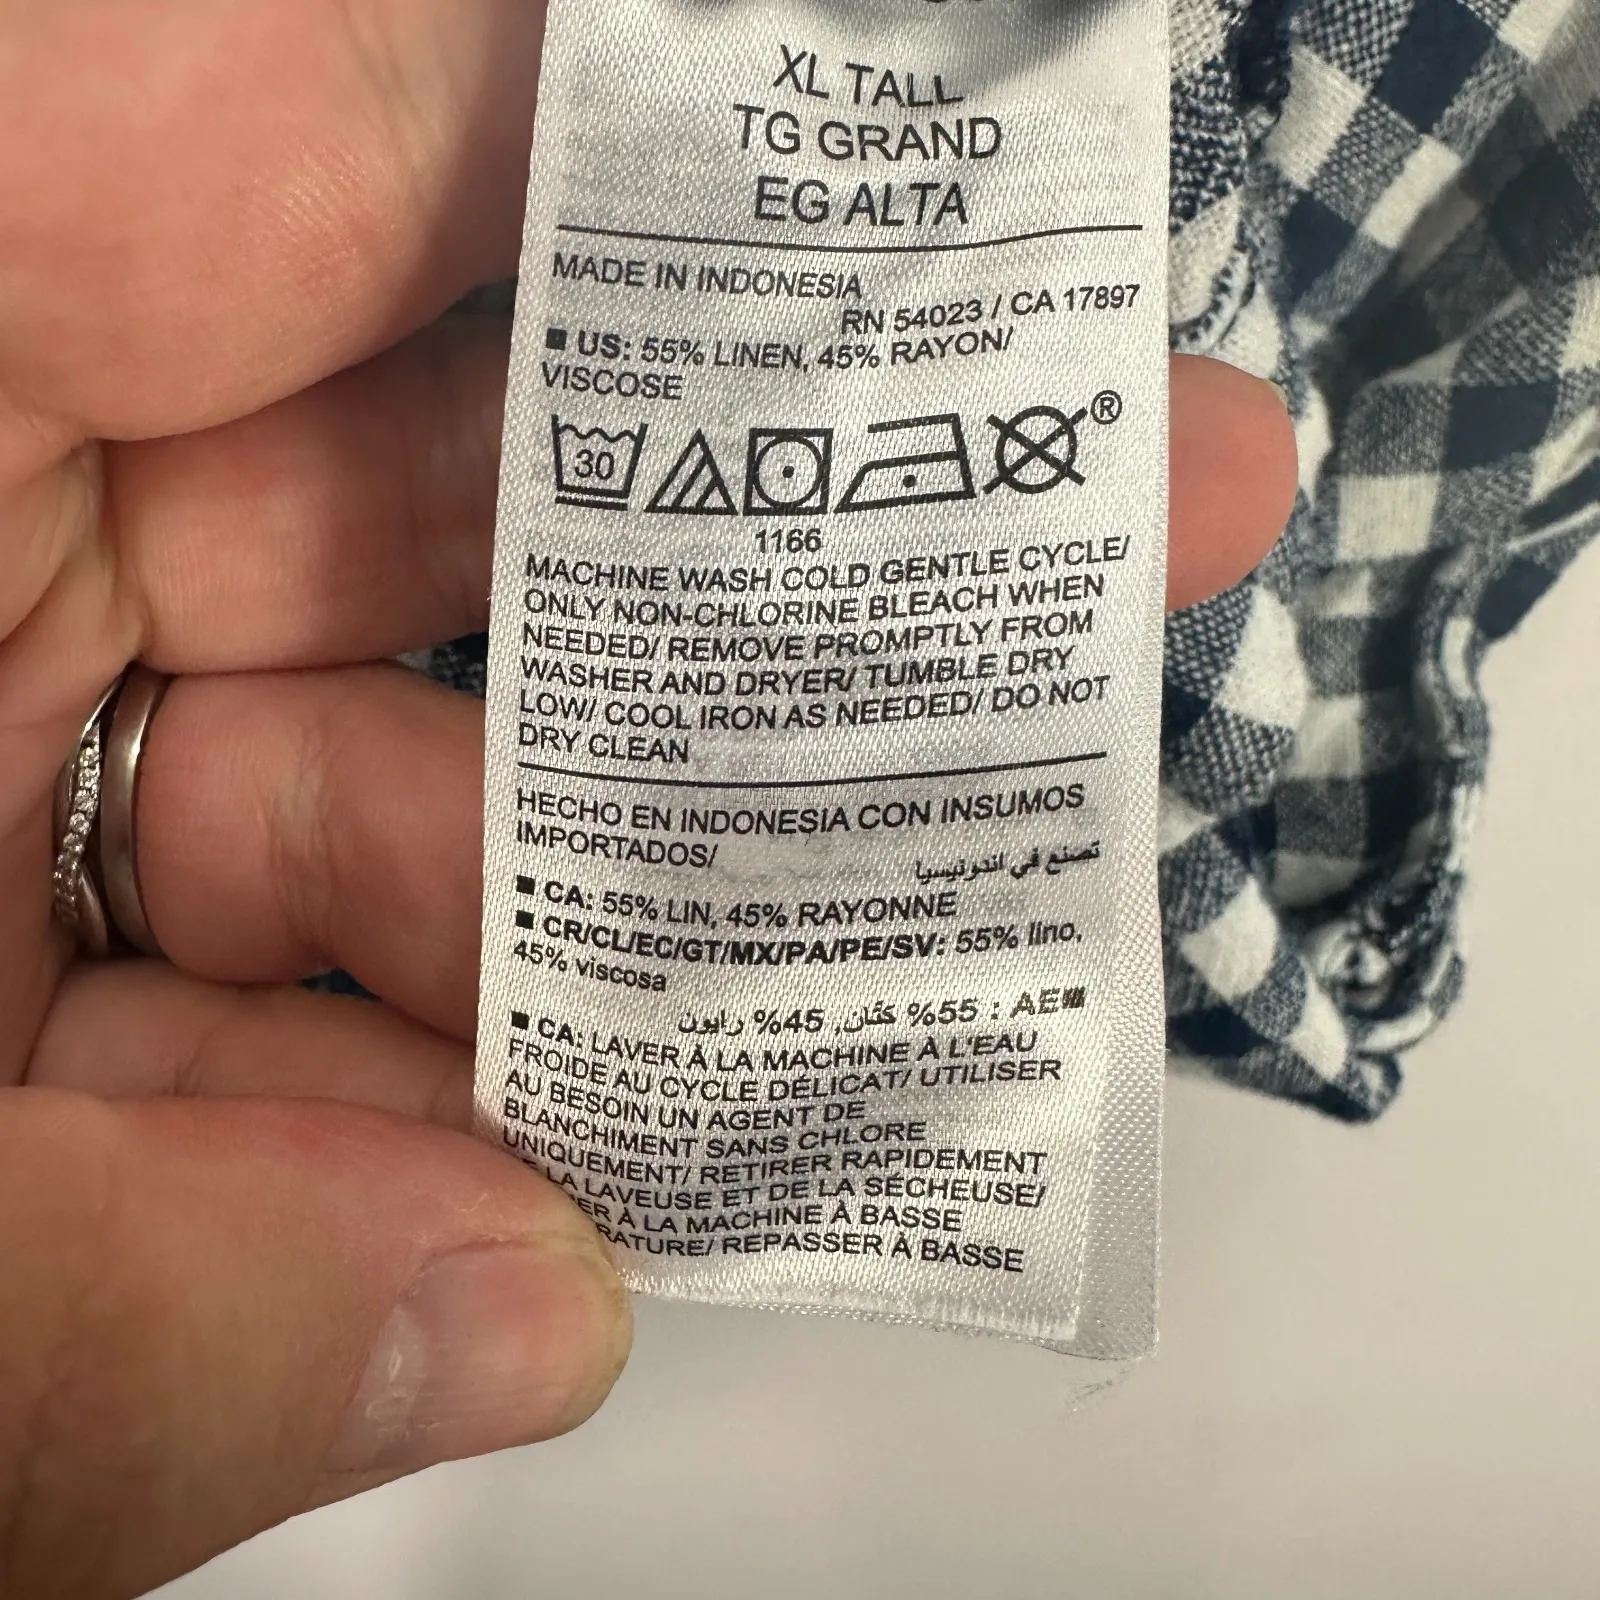 XL TALL
TG GRAND
EG ALTA
MADE IN INDONESIA
RN 54023 / CA 17897
■ US: 55% LINEN, 45% RAYON/
VISCOSE
30
®
1166
MACHINE WASH COLD GENTLE CYCLE/
ONLY NON-CHLORINE BLEACH WHEN
NEEDED/ REMOVE PROMPTLY FROM
WASHER AND DRYER/ TUMBLE DRY
LOW/ COOL IRON AS NEEDED/ DO NOT
DRY CLEAN
HECHO EN INDONESIA CON INSUMOS
IMPORTADOS/
تصنع في اندونيسيا
■ CA: 55% LIN, 45% RAYONNE
■ CR/CL/EC/GT/MX/PA/PE/SV: 55% lino,
45% viscosa
■AE : 55% كتّان, 45% رايون
■ CA: LAVER À LA MACHINE À L'EAU
FROIDE AU CYCLE DÉLICAT/ UTILISER
AU BESOIN UN AGENT DE
BLANCHIMENT SANS CHLORE
UNIQUEMENT/ RETIRER RAPIDEMENT
LA LAVEUSE ET DE LA SÉCHEUSE/
ER À LA MACHINE À BASSE
RATURE/ REPASSER À BASSE